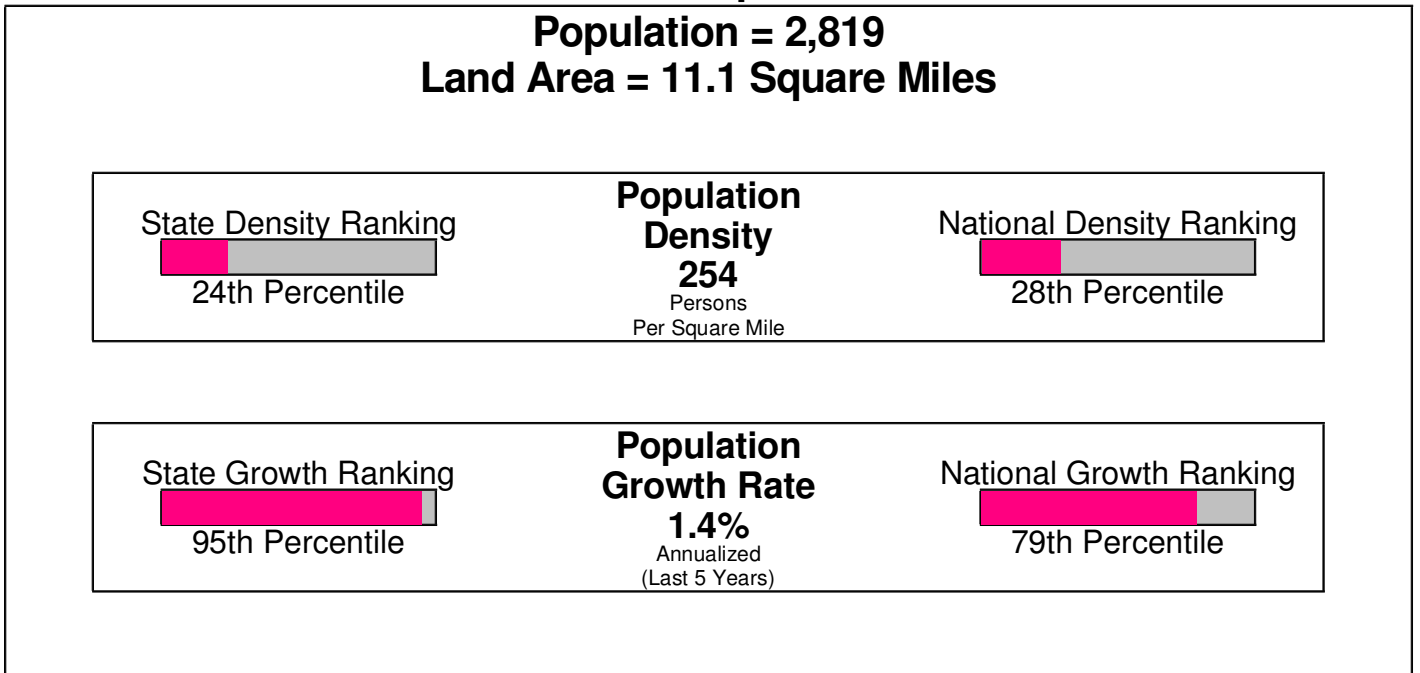 Population = 2,819
Land Area = 11.1 Square Miles
State Density Ranking
24th Percentile
Population
Density
254
Persons
Per Square Mile
National Density Ranking
28th Percentile
State Growth Ranking
95th Percentile
Population
Growth Rate
1.4%
Annualized
(Last 5 Years)
National Growth Ranking
79th Percentile